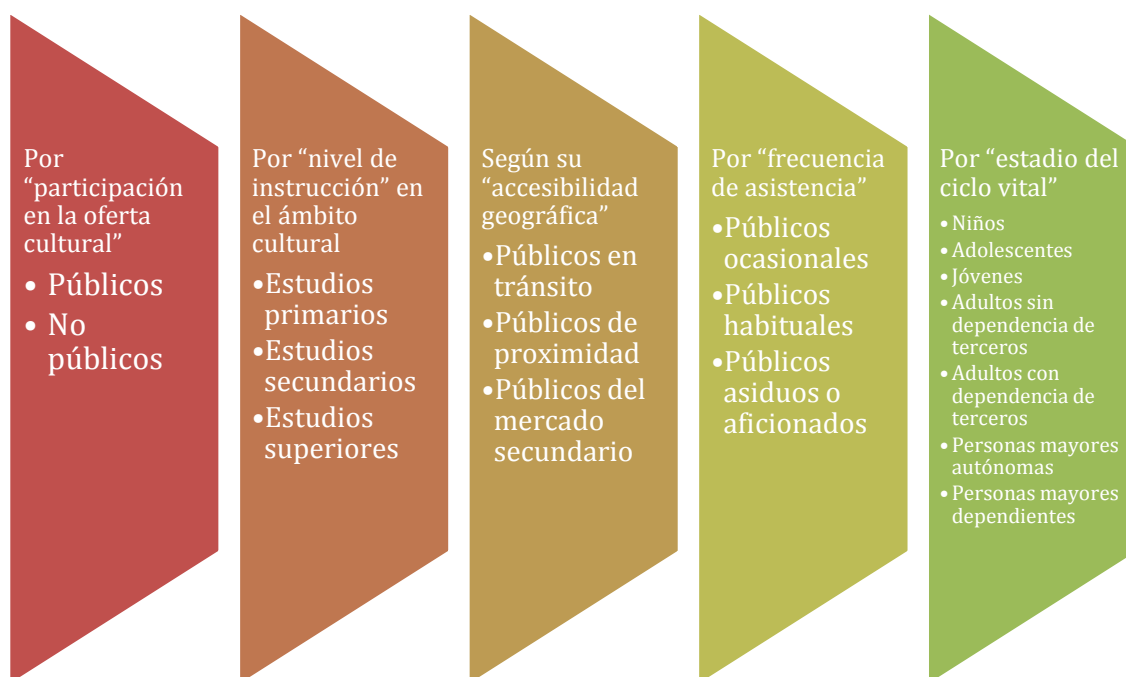 Por
“participación
en la oferta
cultural”
• Públicos
• No
públicos
Por “nivel de
instrucción” en
el ámbito
cultural
•Estudios
primarios
•Estudios
secundarios
•Estudios
superiores
Según su
“accesibilidad
geográfica”
•Públicos en
tránsito
•Públicos de
proximidad
•Públicos del
mercado
secundario
Por “frecuencia
de asistencia”
•Públicos
ocasionales
•Públicos
habituales
•Públicos
asiduos o
aficionados
Por “estadio del
ciclo vital”
•Niños
•Adolescentes
•Jóvenes
•Adultos sin
dependencia de
terceros
•Adultos con
dependencia de
terceros
•Personas mayores
autónomas
•Personas mayores
dependientes